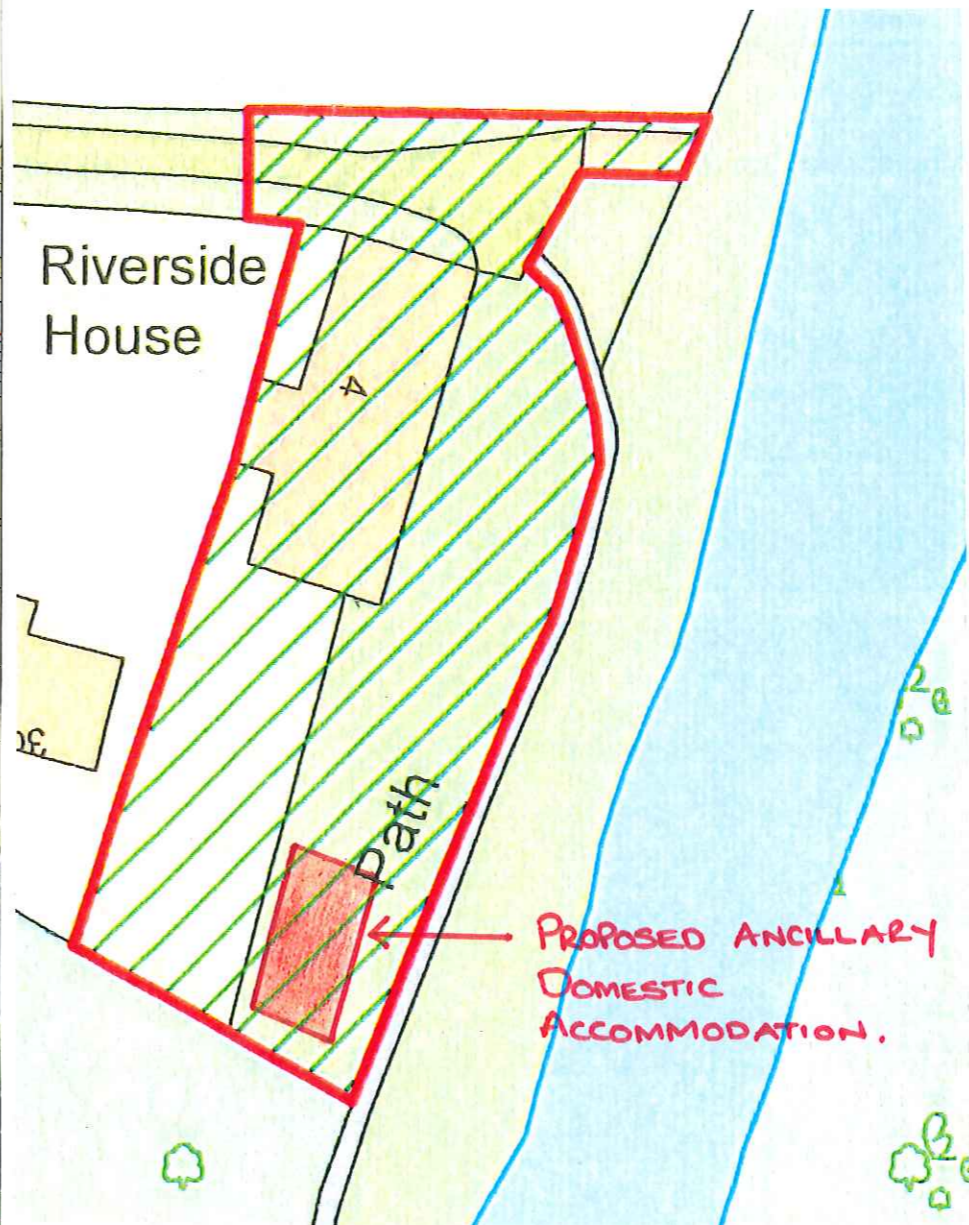 Riverside
House
4
Path
PROPOSED ANCILLARY
DOMESTIC
ACCOMMODATION.